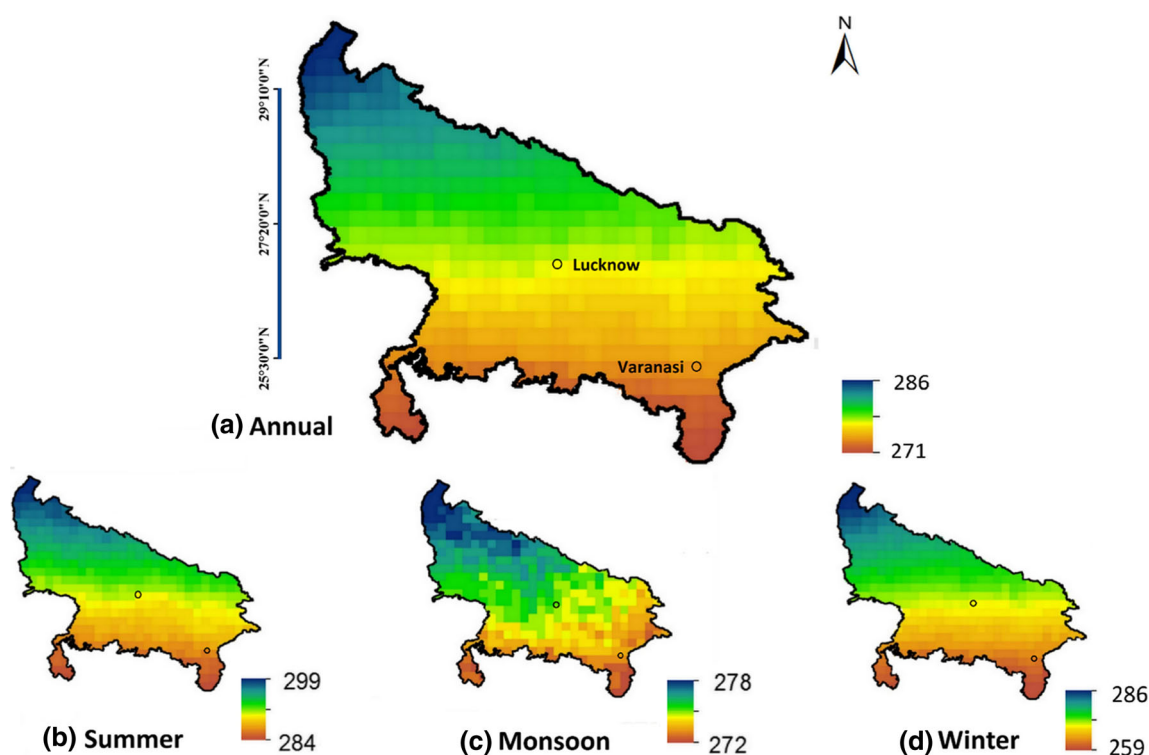 N
29°10'0"N
27°20'0"N
25°30'0"N
Lucknow
Varanasi
(a) Annual
286
271
299
284
(b) Summer
278
272
(c) Monsoon
286
259
(d) Winter